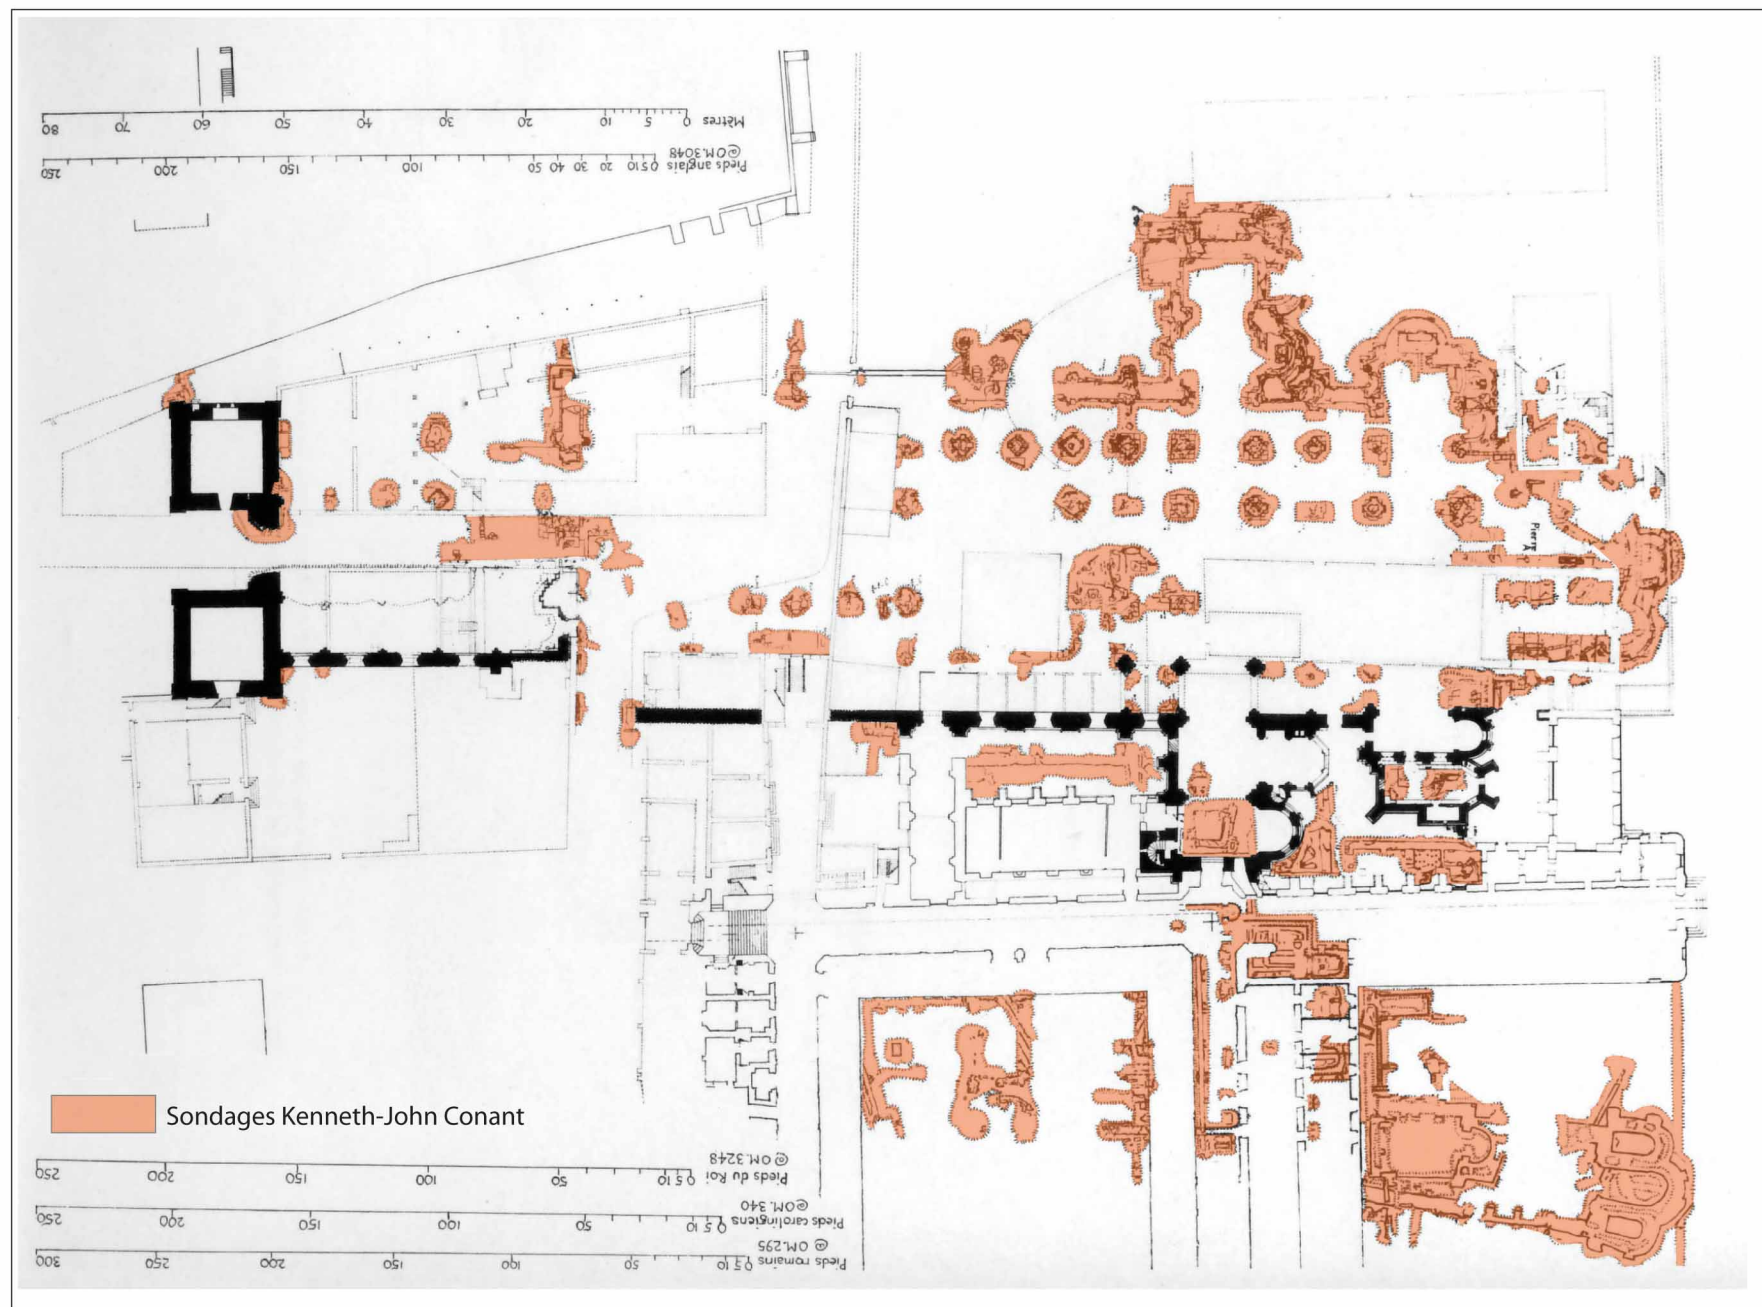 80 70 60 50 40 30 20 10 5 0 Mètres
250 200 150 100 50 40 30 20 10 5 0 Pieds anglais
@OM.3048
Pierre
A
Sondages Kenneth-John Conant
250 200 150 100 50 10 5 0 Pieds du Roi
@OM.3248
250 200 150 100 50 10 5 0 Pieds carolingiens
@OM.340
300 250 200 150 100 50 10 5 0 Pieds romains
@OM.295